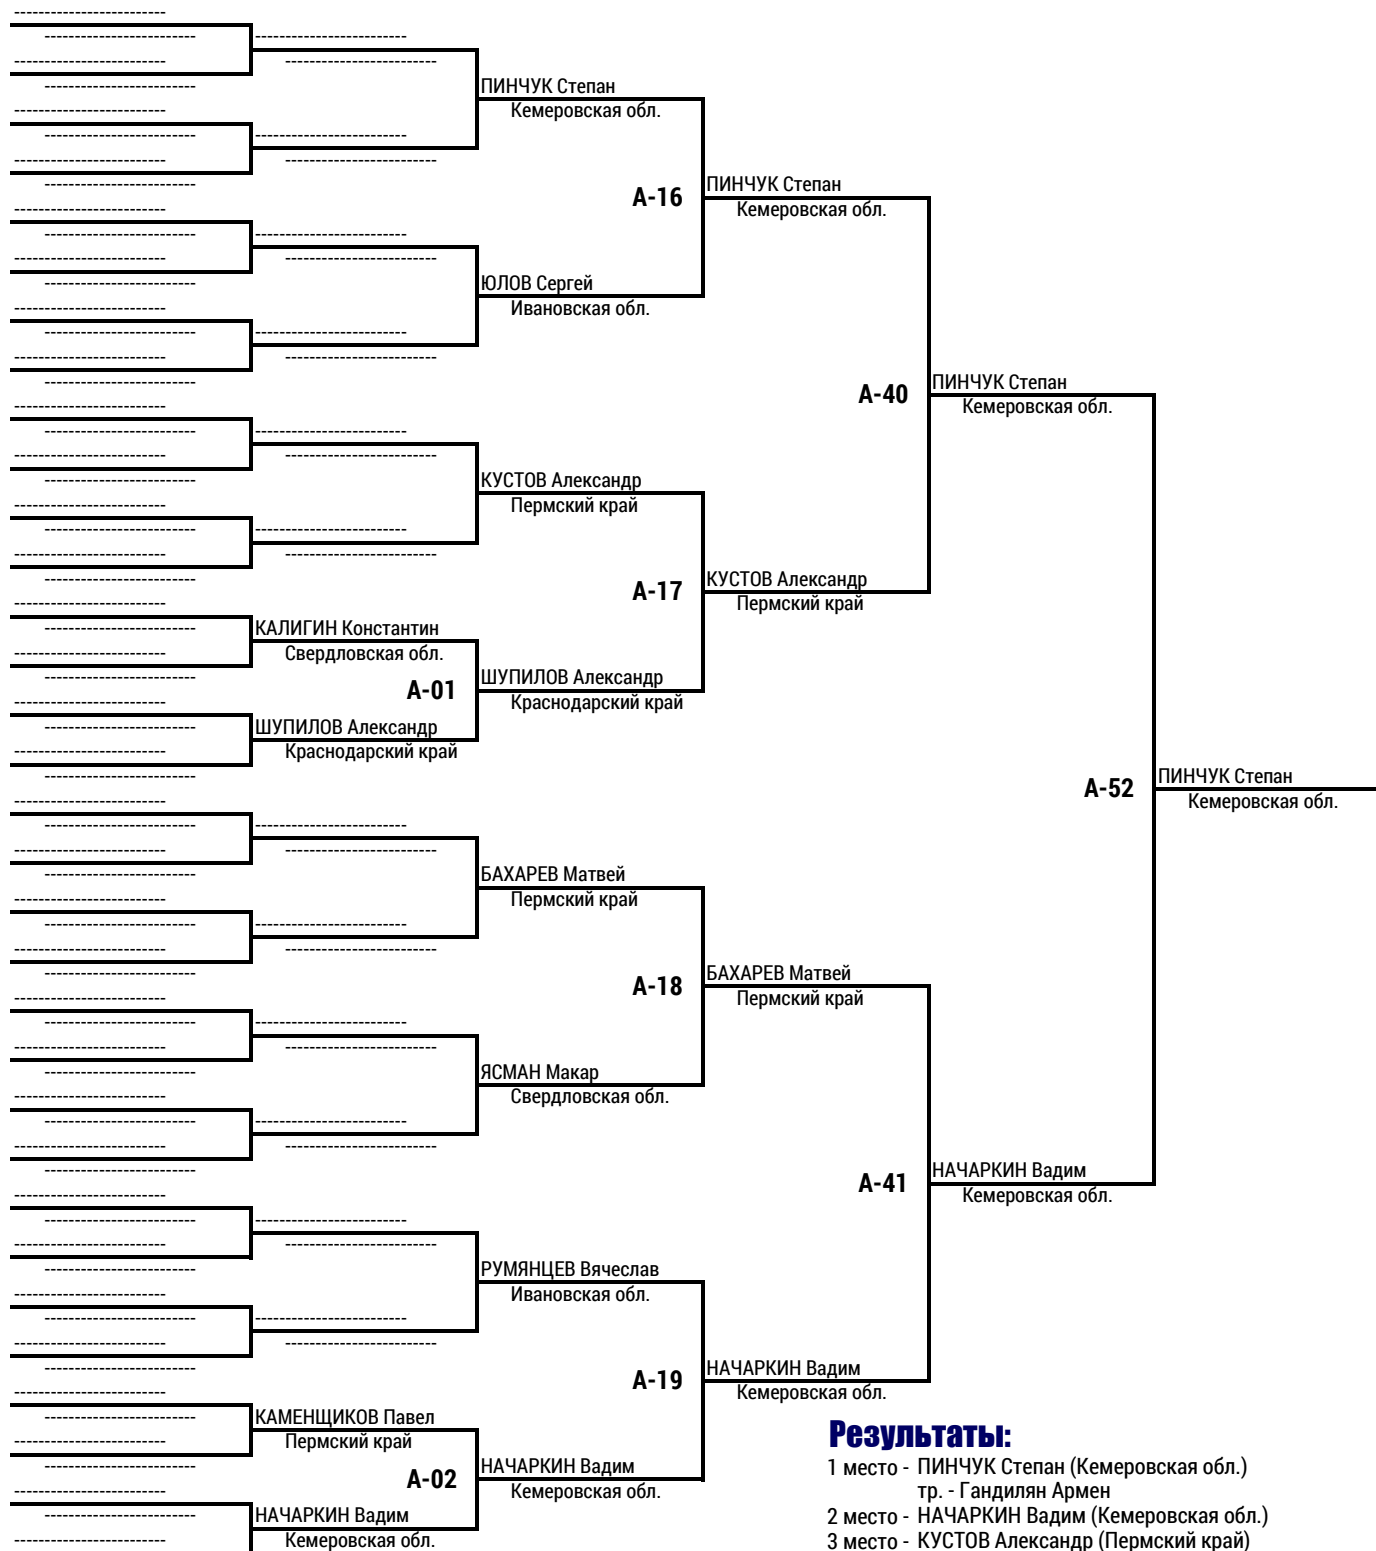 ПИНЧУК Степан
Кемеровская обл.
A-16
ПИНЧУК Степан
Кемеровская обл.
ЮЛОВ Сергей
Ивановская обл.
A-40
ПИНЧУК Степан
Кемеровская обл.
КУСТОВ Александр
Пермский край
A-17
КУСТОВ Александр
Пермский край
КАЛИГИН Константин
Свердловская обл.
A-01
ШУПИЛОВ Александр
Краснодарский край
ШУПИЛОВ Александр
Краснодарский край
A-52
ПИНЧУК Степан
Кемеровская обл.
БАХАРЕВ Матвей
Пермский край
A-18
БАХАРЕВ Матвей
Пермский край
ЯСМАН Макар
Свердловская обл.
A-41
НАЧАРКИН Вадим
Кемеровская обл.
РУМЯНЦЕВ Вячеслав
Ивановская обл.
A-19
НАЧАРКИН Вадим
Кемеровская обл.
КАМЕНЩИКОВ Павел
Пермский край
A-02
НАЧАРКИН Вадим
Кемеровская обл.
НАЧАРКИН Вадим
Кемеровская обл.
Результаты:
1 место - ПИНЧУК Степан (Кемеровская обл.)
тр. - Гандилян Армен
2 место - НАЧАРКИН Вадим (Кемеровская обл.)
3 место - КУСТОВ Александр (Пермский край)